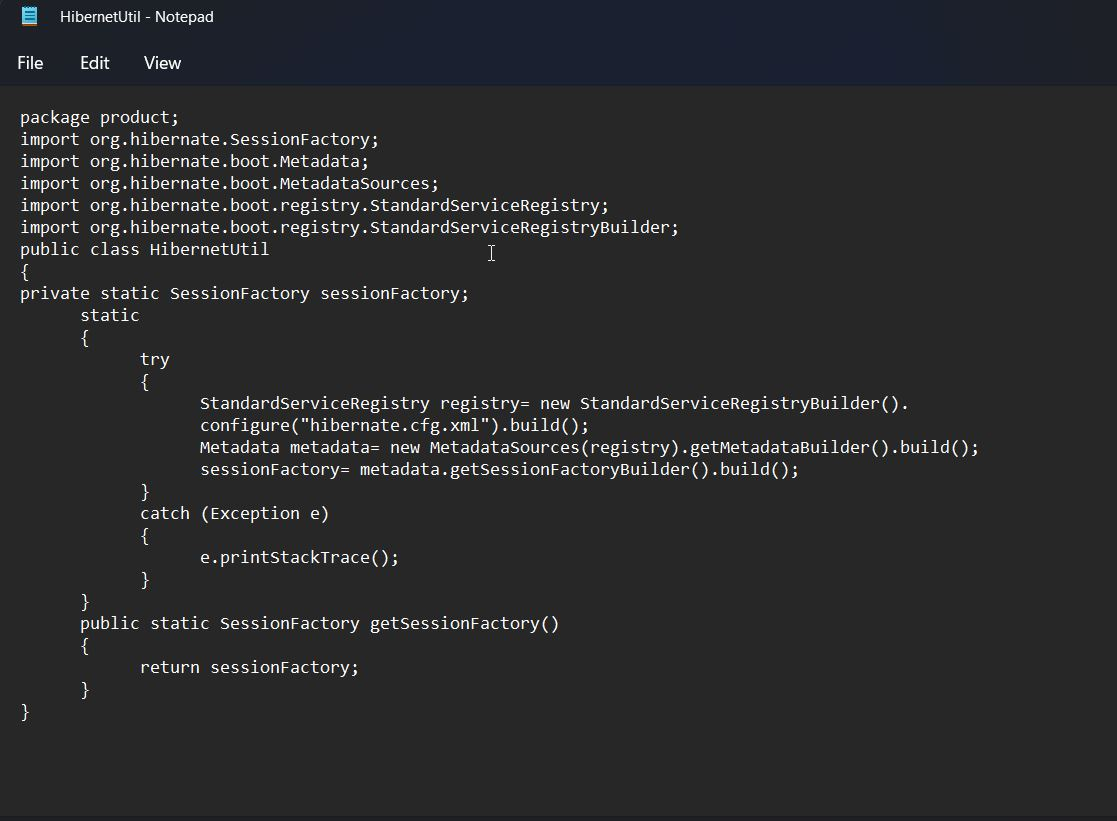 HibernetUtil - Notepad
File Edit View
package product;
import org.hibernate.SessionFactory;
import org.hibernate.boot.Metadata;
import org.hibernate.boot.MetadataSources;
import org.hibernate.boot.registry.StandardServiceRegistry;
import org.hibernate.boot.registry.StandardServiceRegistryBuilder;
public class HibernetUtil
{
private static SessionFactory sessionFactory;
static
{
try
{
StandardServiceRegistry registry= new StandardServiceRegistryBuilder().
configure("hibernate.cfg.xml").build();
Metadata metadata= new MetadataSources(registry).getMetadataBuilder().build();
sessionFactory= metadata.getSessionFactoryBuilder().build();
}
catch (Exception e)
{
e.printStackTrace();
}
}
public static SessionFactory getSessionFactory()
{
return sessionFactory;
}
}